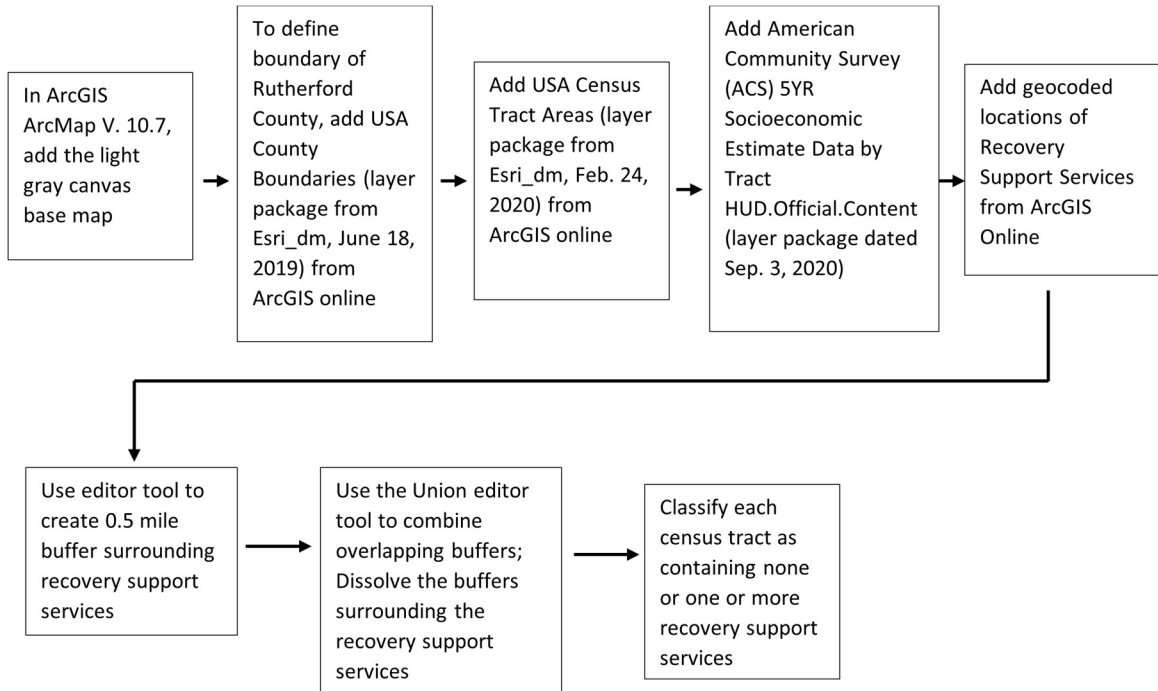 In ArcGIS
ArcMap V. 10.7,
add the light
gray canvas
base map
To define
boundary of
Rutherford
County, add USA
County
Boundaries (layer
package from
Esri_dm, June 18,
2019) from
ArcGIS online
Add USA Census
Tract Areas (layer
package from
Esri_dm, Feb. 24,
2020) from
ArcGIS online
Add American
Community Survey
(ACS) 5YR
Socioeconomic
Estimate Data by
Tract
HUD.Official.Content
(layer package dated
Sep. 3, 2020)
Add geocoded
locations of
Recovery
Support Services
from ArcGIS
Online
Use editor tool to
create 0.5 mile
buffer surrounding
recovery support
services
Use the Union editor
tool to combine
overlapping buffers;
Dissolve the buffers
surrounding the
recovery support
services
Classify each
census tract as
containing none
or one or more
recovery support
services